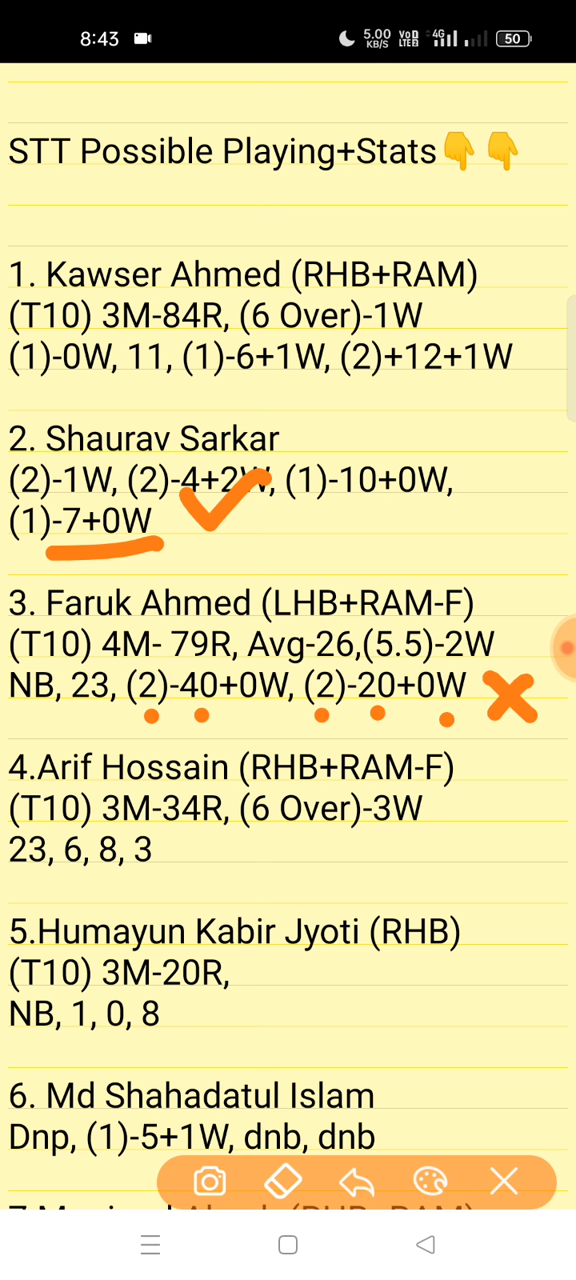 8:43
5.00 KB/S VoD LTE2 4G 50
STT Possible Playing+Stats👇👇
1. Kawser Ahmed (RHB+RAM)
(T10) 3M-84R, (6 Over)-1W
(1)-0W, 11, (1)-6+1W, (2)+12+1W
2. Shaurav Sarkar
(2)-1W, (2)-4+2W, (1)-10+0W,
(1)-7+0W
3. Faruk Ahmed (LHB+RAM-F)
(T10) 4M- 79R, Avg-26,(5.5)-2W
NB, 23, (2)-40+0W, (2)-20+0W
4.Arif Hossain (RHB+RAM-F)
(T10) 3M-34R, (6 Over)-3W
23, 6, 8, 3
5.Humayun Kabir Jyoti (RHB)
(T10) 3M-20R,
NB, 1, 0, 8
6. Md Shahadatul Islam
Dnp, (1)-5+1W, dnb, dnb